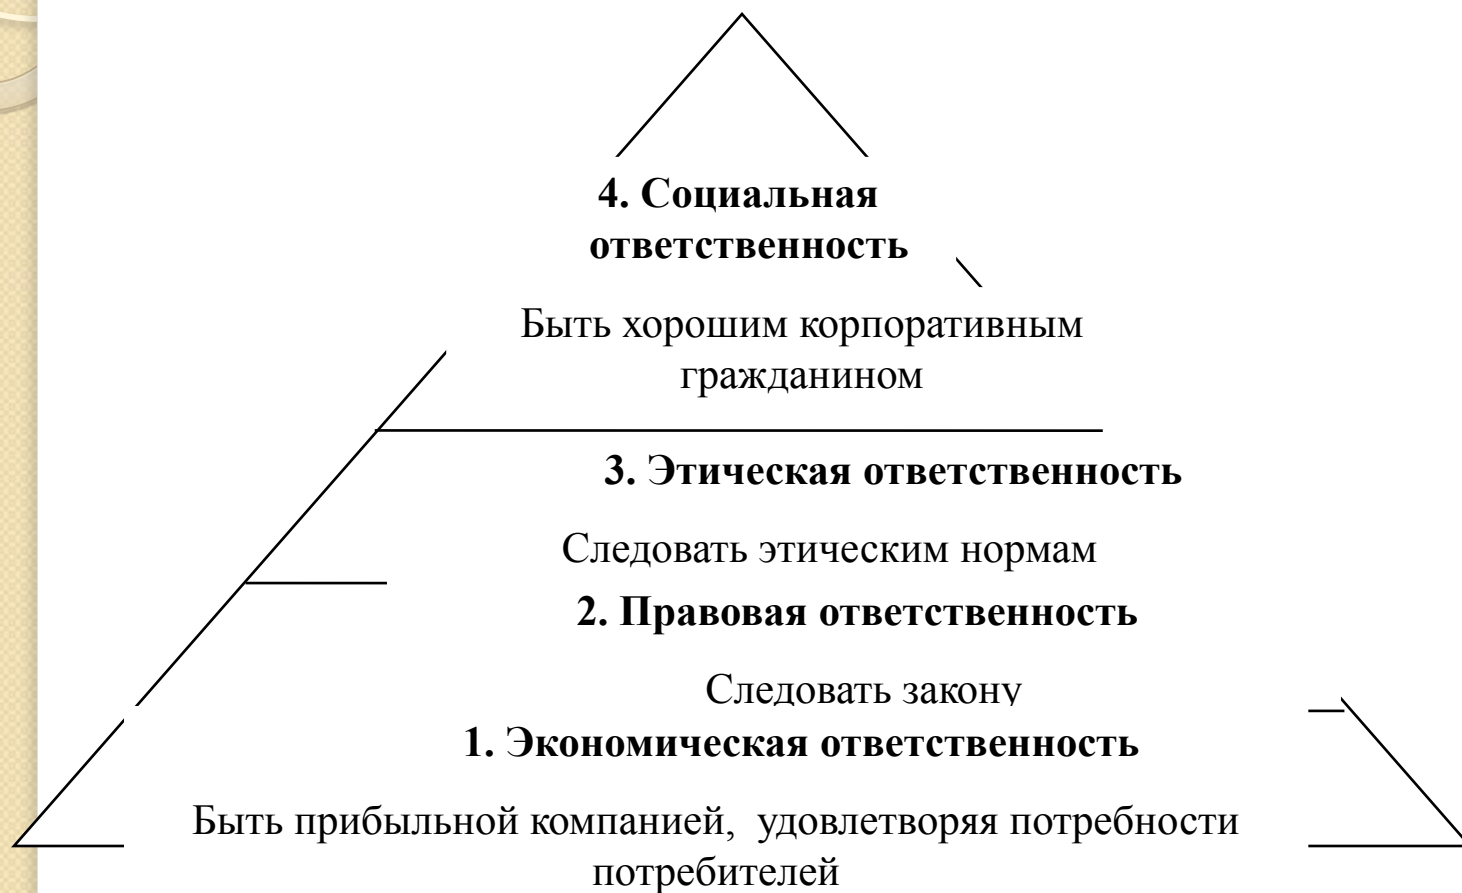 4. Социальная
ответственность
Быть хорошим корпоративным
гражданином
3. Этическая ответственность
Следовать этическим нормам
2. Правовая ответственность
Следовать закону
1. Экономическая ответственность
Быть прибыльной компанией, удовлетворяя потребности
потребителей